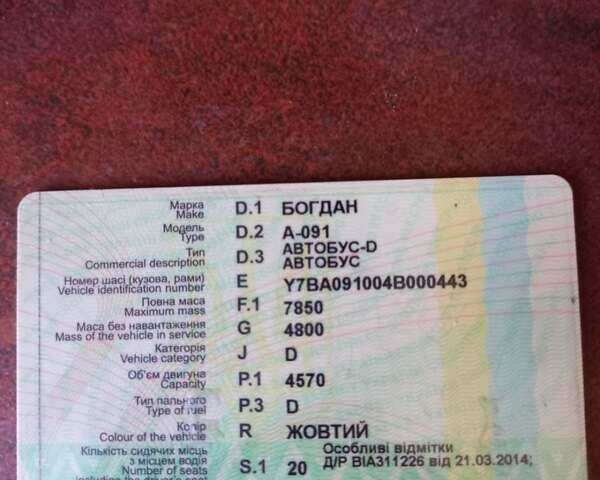 Марка D.1 БОГДАН
Make
Модель D.2 A-091
Type
Тип D.3 АВТОБУС-D
Commercial description АВТОБУС
Номер шасі (кузова, рами) E Y7BA091004B000443
Vehicle identification number
Повна маса F.1 7850
Maximum mass
Маса без навантаження G 4800
Mass of the vehicle in service
Категорія J D
Vehicle category
Об'єм двигуна P.1 4570
Capacity
Тип пального P.3 D
Type of fuel
Колір R ЖОВТИЙ
Colour of the vehicle
Кількість сидячих місць Особливі відмітки
з місцем водія S.1 20 Д/Р ВІА311226 від 21.03.2014;
Number of seats
including the driver's seat